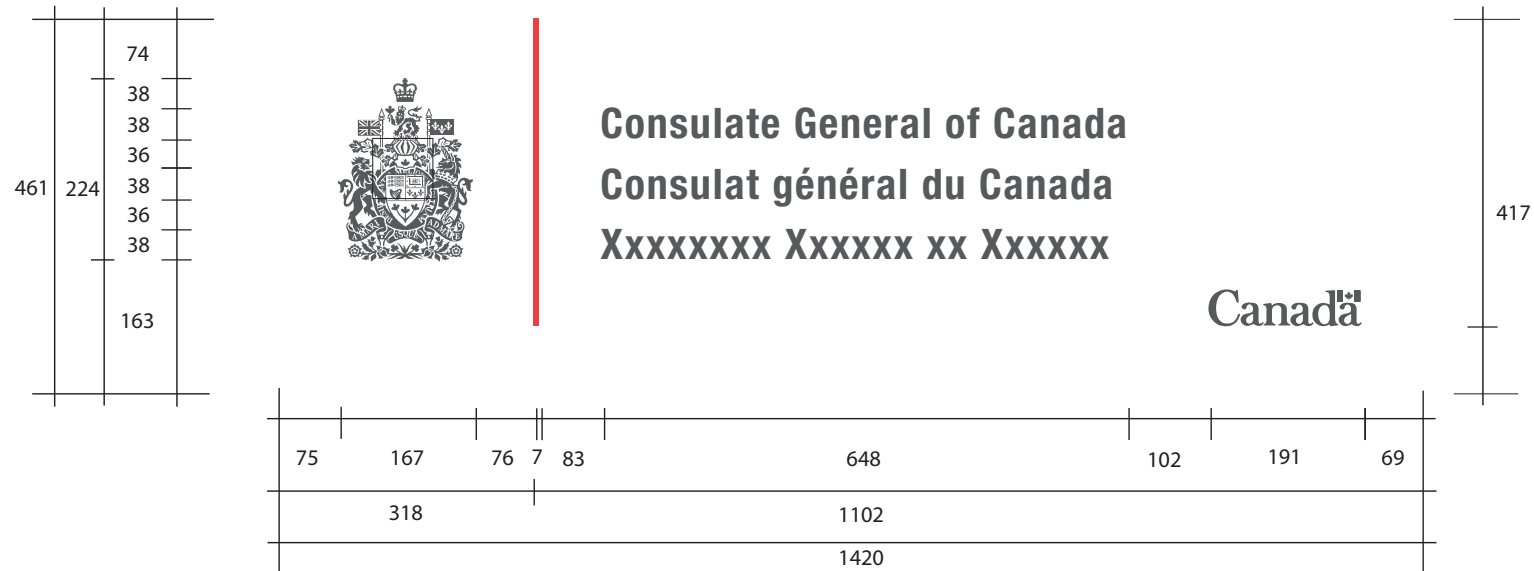 74
38
38
36
38
36
38
461 224
163
417
Consulate General of Canada
Consulat général du Canada
Xxxxxxxx Xxxxxx xx Xxxxxx
Canada
75 167 76 7 83 648 102 191 69
318 1102
1420